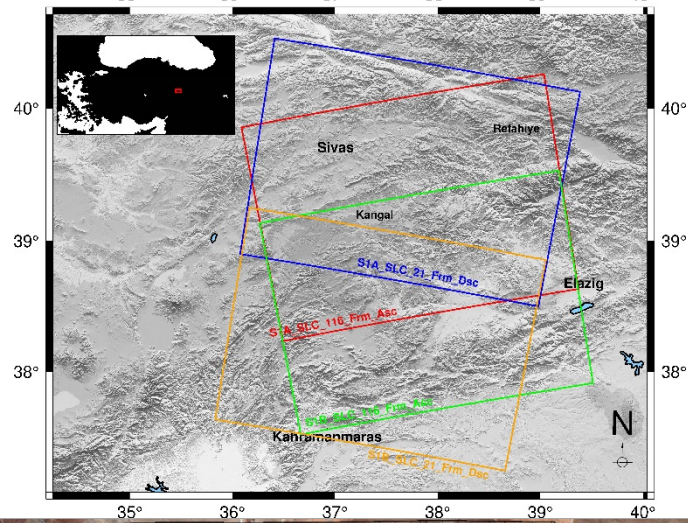 40°
40°
Refahiye
Sivas
Kangal
39°
39°
S1A_SLC_21_Frm_Dsc
Elazig
S1A_SLC_116_Frm_Asc
38°
38°
S1B_SLC_116_Frm_Asc
N
Kahramanmaras
S1B_SLC_21_Frm_Dsc
35°
36°
37°
38°
39°
40°